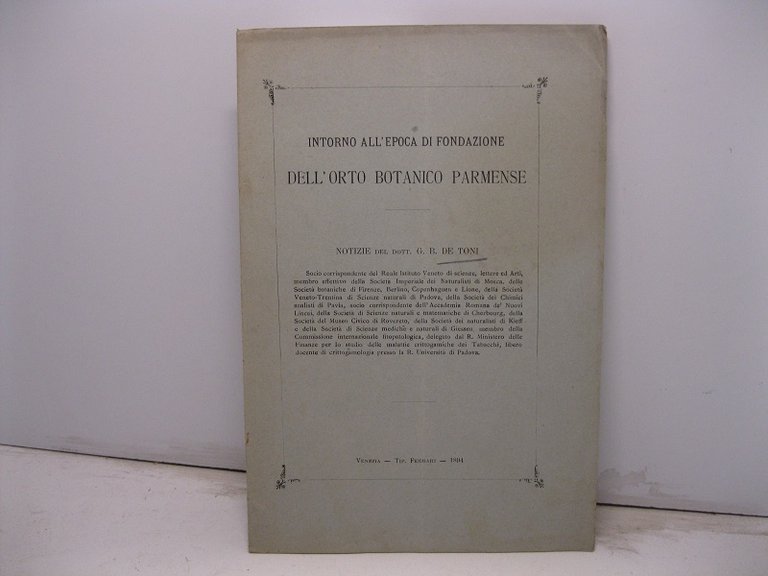 INTORNO ALL'EPOCA DI FONDAZIONE
DELL'ORTO BOTANICO PARMENSE
NOTIZIE DEL DOTT. G. B. DE TONI
Socio corrispondente del Reale Istituto Veneto di scienze, lettere ed Arti,
membro effettivo della Società Imperiale dei Naturalisti di Mosca, della
Società botaniche di Firenze, Berlino, Copenhaguen e Lione, della Società
Veneto-Trentina di Scienze naturali di Padova, della Società dei Chimici
analisti di Pavia, socio corrispondente dell'Accademia Romana de' Nuovi
Lincei, della Società di Scienze naturali e matematiche di Cherbourg, della
Società del Museo Civico di Rovereto, della Società dei naturalisti di Kieff
e della Società di Scienze mediche e naturali di Giessen, membro della
Commissione internazionale fitopatologica, delegato dal R. Ministero delle
Finanze per lo studio delle malattie crittogamiche dei Tabacchi, libero
docente di crittogamologia presso la R. Università di Padova.
VENEZIA — TIP. FERRARI — 1894